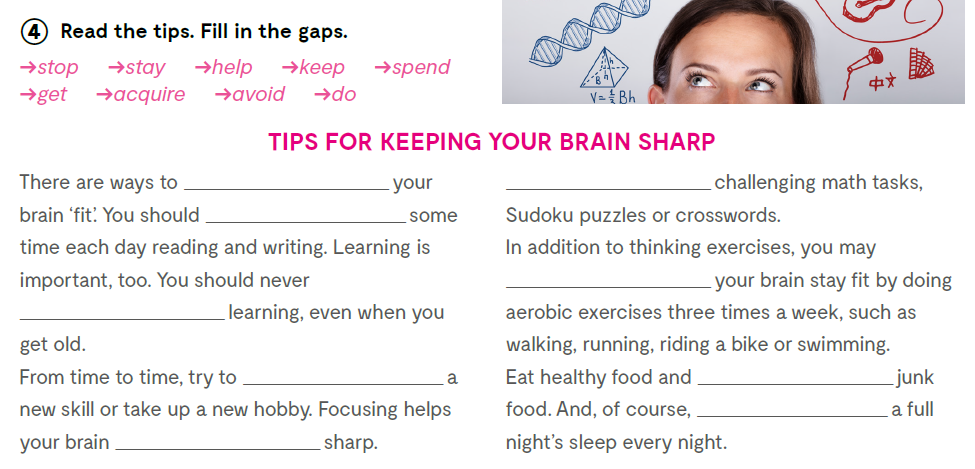 4 Read the tips. Fill in the gaps.
→stop →stay →help →keep →spend
→get →acquire →avoid →do
h
B h
V= 1/3 Bh
中文
TIPS FOR KEEPING YOUR BRAIN SHARP
There are ways to ____________________ your
brain ‘fit’. You should ____________________ some
time each day reading and writing. Learning is
important, too. You should never
____________________ learning, even when you
get old.
From time to time, try to ____________________ a
new skill or take up a new hobby. Focusing helps
your brain ____________________ sharp.
____________________ challenging math tasks,
Sudoku puzzles or crosswords.
In addition to thinking exercises, you may
____________________ your brain stay fit by doing
aerobic exercises three times a week, such as
walking, running, riding a bike or swimming.
Eat healthy food and ____________________ junk
food. And, of course, ____________________ a full
night’s sleep every night.